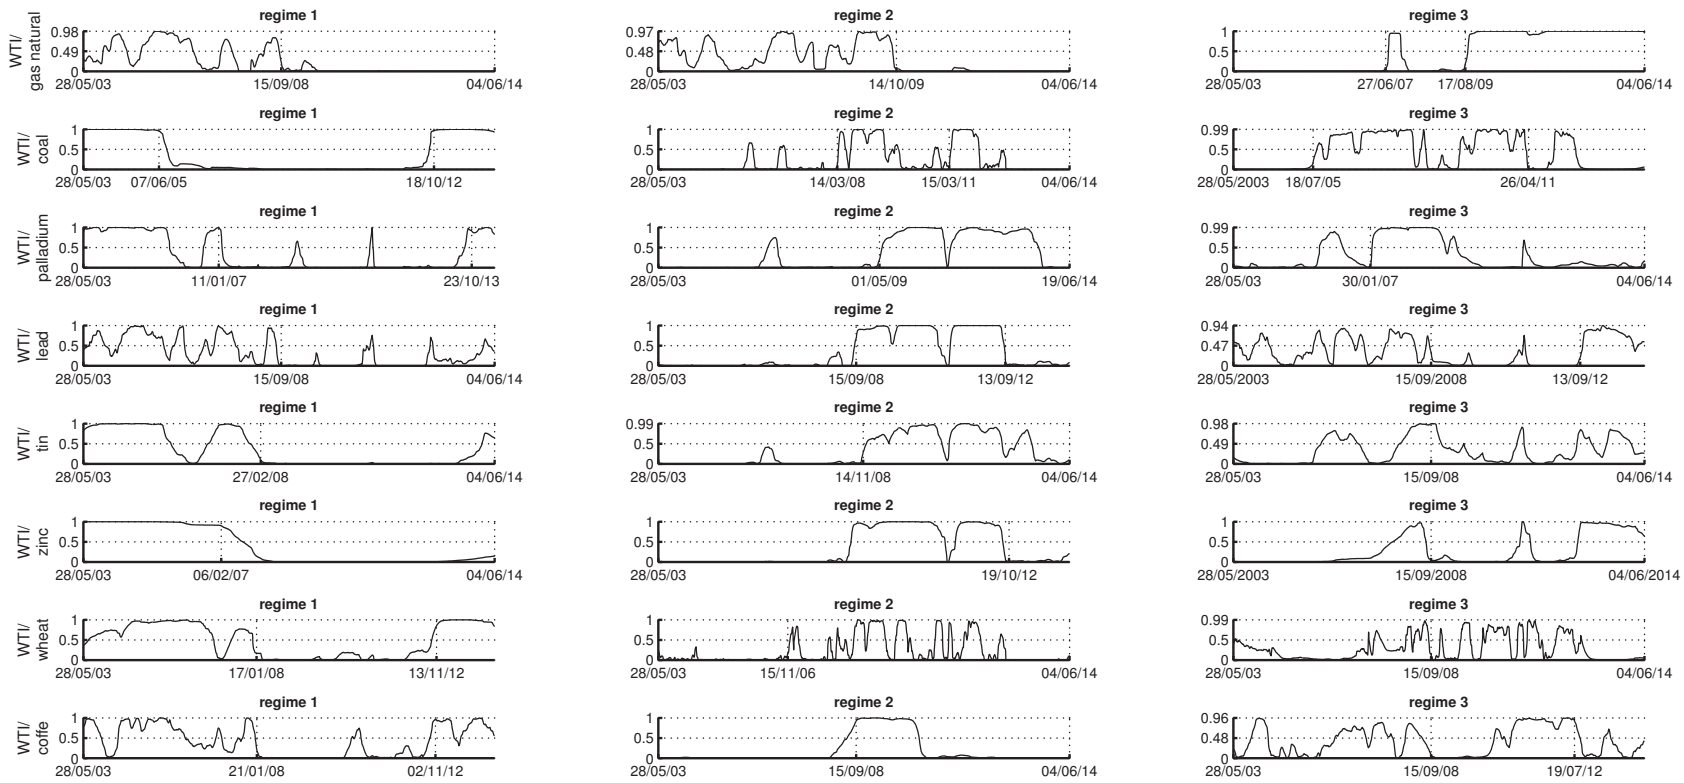 regime 1 regime 2 regime 3
WTI/
gas natural
0.98 0.97 1
0.49 0.48 0.5
0 0 0
28/05/03 15/09/08 04/06/14 28/05/03 14/10/09 04/06/14 28/05/03 27/06/07 17/08/09 04/06/14
regime 1 regime 2 regime 3
WTI/
coal
1 1 0.99
0.5 0.5 0.5
0 0 0
28/05/03 07/06/05 18/10/12 28/05/03 14/03/08 15/03/11 04/06/14 28/05/2003 18/07/05 26/04/11
regime 1 regime 2 regime 3
WTI/
palladium
1 1 0.99
0.5 0.5 0.5
0 0 0
28/05/03 11/01/07 23/10/13 28/05/03 01/05/09 19/06/14 28/05/03 30/01/07 04/06/14
regime 1 regime 2 regime 3
WTI/
lead
1 1 0.94
0.5 0.5 0.47
0 0 0
28/05/03 15/09/08 04/06/14 28/05/03 15/09/08 13/09/12 28/05/2003 15/09/2008 13/09/12
regime 1 regime 2 regime 3
WTI/
tin
1 0.99 0.98
0.5 0.5 0.49
0 0 0
28/05/03 27/02/08 04/06/14 28/05/03 14/11/08 04/06/14 28/05/03 15/09/08 04/06/14
regime 1 regime 2 regime 3
WTI/
zinc
1 1 1
0.5 0.5 0.5
0 0 0
28/05/03 06/02/07 04/06/14 28/05/03 19/10/12 28/05/2003 15/09/2008 04/06/2014
regime 1 regime 2 regime 3
WTI/
wheat
1 1 0.99
0.5 0.5 0.5
0 0 0
28/05/03 17/01/08 13/11/12 28/05/03 15/11/06 04/06/14 28/05/03 15/09/08 04/06/14
regime 1 regime 2 regime 3
WTI/
coffe
1 1 0.96
0.5 0.5 0.48
0 0 0
28/05/03 21/01/08 02/11/12 28/05/03 15/09/08 04/06/14 28/05/03 15/09/08 19/07/12